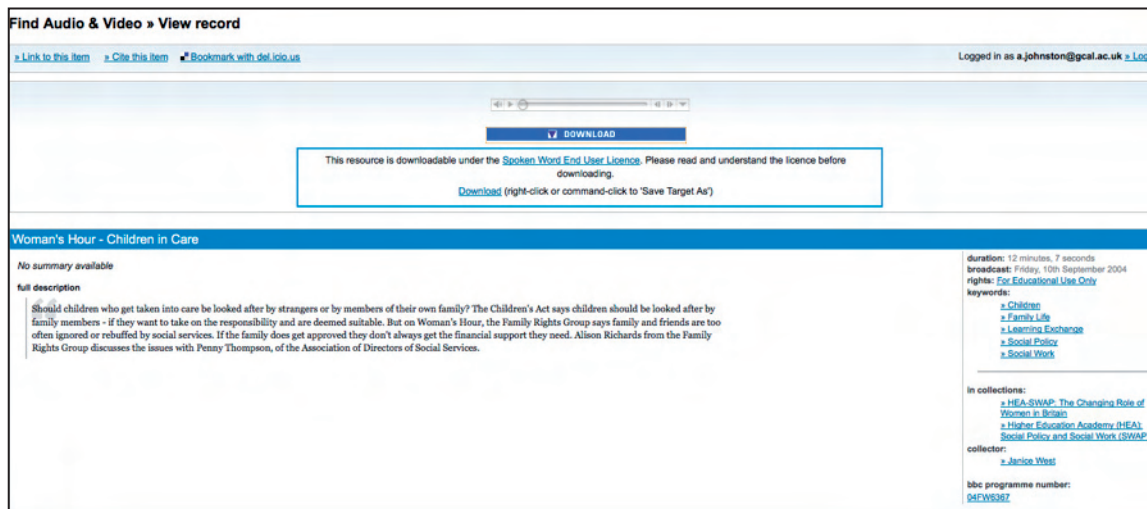 Find Audio & Video » View record
» Link to this item » Cite this item Bookmark with del.icio.us
Logged in as a.johnston@gcal.ac.uk » Log
DOWNLOAD
This resource is downloadable under the Spoken Word End User Licence. Please read and understand the licence before
downloading.
Download (right-click or command-click to 'Save Target As')
Woman's Hour - Children in Care
No summary available
full description
Should children who get taken into care be looked after by strangers or by members of their own family? The Children's Act says children should be looked after by
family members - if they want to take on the responsibility and are deemed suitable. But on Woman's Hour, the Family Rights Group says family and friends are too
often ignored or rebuffed by social services. If the family does get approved they don't always get the financial support they need. Alison Richards from the Family
Rights Group discusses the issues with Penny Thompson, of the Association of Directors of Social Services.
duration: 12 minutes, 7 seconds
broadcast: Friday, 10th September 2004
rights: For Educational Use Only
keywords:
» Children
» Family Life
» Learning Exchange
» Social Policy
» Social Work
in collections:
» HEA-SWAP: The Changing Role of
Women in Britain
» Higher Education Academy (HEA):
Social Policy and Social Work (SWAP
collector:
» Janice West
bbc programme number:
04FW6367